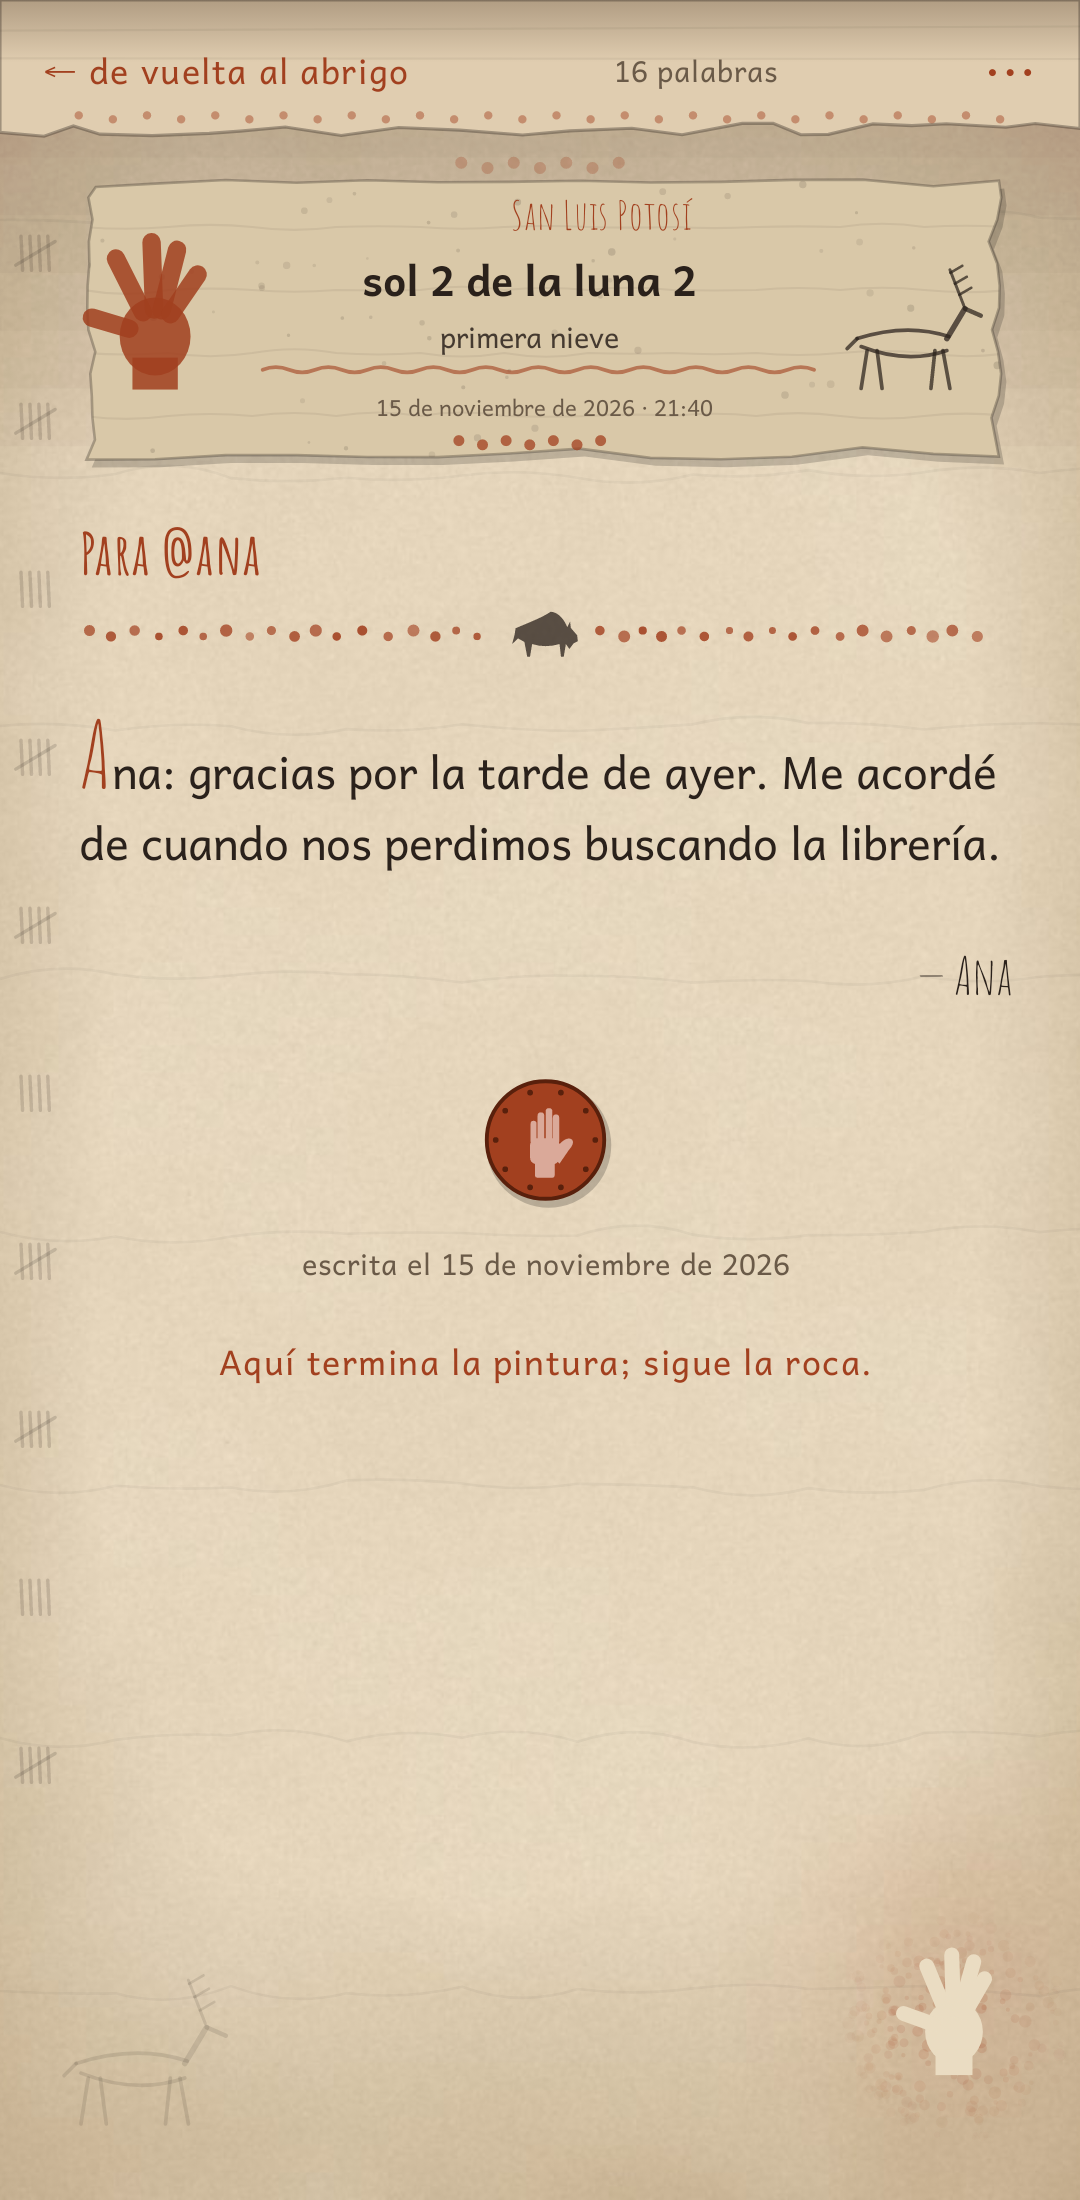 ← de vuelta al abrigo
16 palabras
•••
San Luis Potosí
sol 2 de la luna 2
primera nieve
15 de noviembre de 2026 · 21:40
Para @ana
Ana: gracias por la tarde de ayer. Me acordé
de cuando nos perdimos buscando la librería.
— Ana
escrita el 15 de noviembre de 2026
Aquí termina la pintura; sigue la roca.